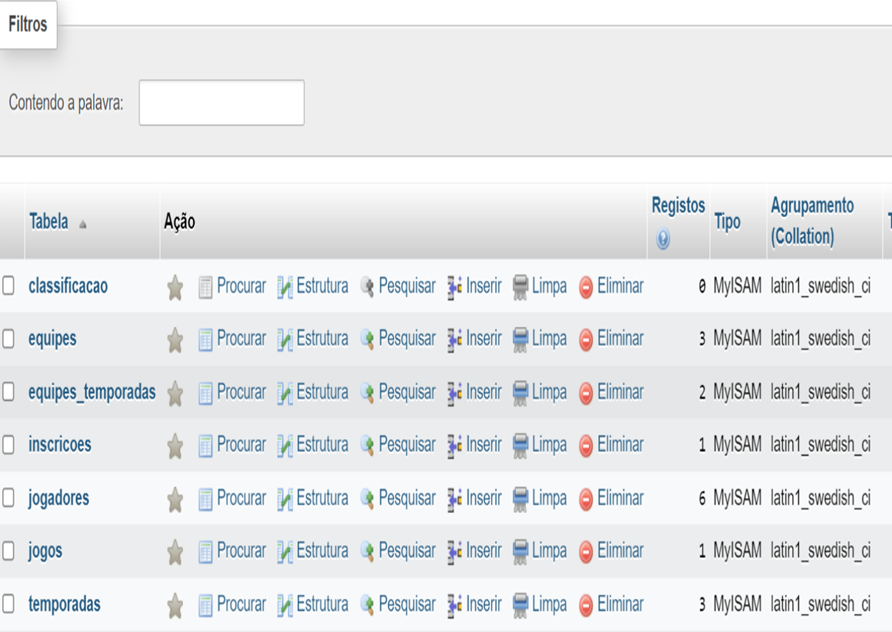 Filtros
Contendo a palavra:
Tabela Ação Registos Tipo Agrupamento (Collation)
classificacao Procurar Estrutura Pesquisar Inserir Limpa Eliminar 0 MyISAM latin1_swedish_ci
equipes Procurar Estrutura Pesquisar Inserir Limpa Eliminar 3 MyISAM latin1_swedish_ci
equipes_temporadas Procurar Estrutura Pesquisar Inserir Limpa Eliminar 2 MyISAM latin1_swedish_ci
inscricoes Procurar Estrutura Pesquisar Inserir Limpa Eliminar 1 MyISAM latin1_swedish_ci
jogadores Procurar Estrutura Pesquisar Inserir Limpa Eliminar 6 MyISAM latin1_swedish_ci
jogos Procurar Estrutura Pesquisar Inserir Limpa Eliminar 1 MyISAM latin1_swedish_ci
temporadas Procurar Estrutura Pesquisar Inserir Limpa Eliminar 3 MyISAM latin1_swedish_ci